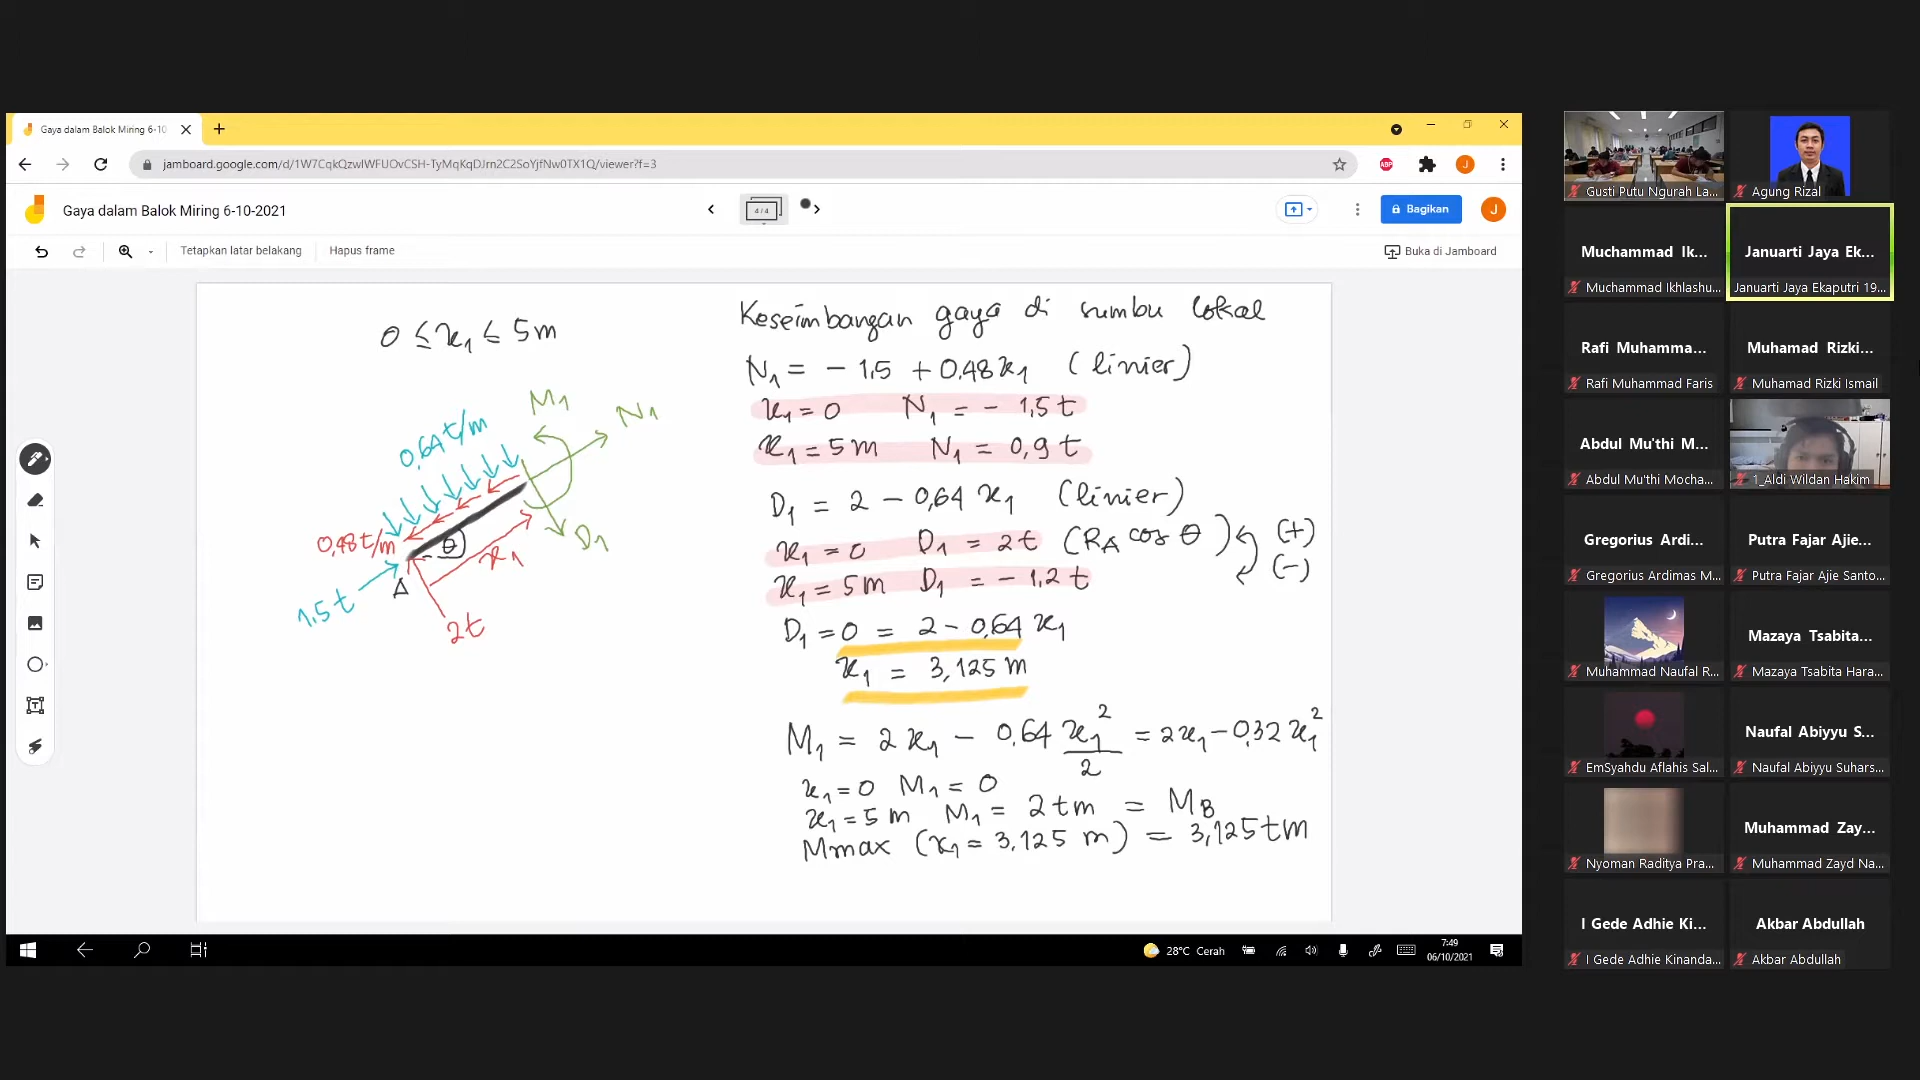 Gaya dalam Balok Miring 6-10
jamboard.google.com/d/1W7CqkQzwIWFUOvCSH-TyMqKqDJrn2C2SoYjfNw0TX1Q/viewer?f=3
ABP
J
Gaya dalam Balok Miring 6-10-2021
4 / 4
Bagikan
J
Tetapkan latar belakang
Hapus frame
Buka di Jamboard
0 ≤ x₁ ≤ 5m
M₁
N₁
0,64 t/m
0,48 t/m
θ
x₁
D₁
A
1,5 t
2t
Keseimbangan gaya di sumbu lokal
N₁ = - 1,5 + 0,48 x₁ (linier)
x₁ = 0 N₁ = - 1,5 t
x₁ = 5 m N₁ = 0,9 t
D₁ = 2 - 0,64 x₁ (linier)
x₁ = 0 D₁ = 2t (RA cos θ) (+)
x₁ = 5 m D₁ = - 1,2 t (-)
D₁ = 0 = 2 - 0,64 x₁
x₁ = 3,125 m
M₁ = 2 x₁ - 0,64 x₁²/2 = 2x₁ - 0,32 x₁²
x₁ = 0 M₁ = 0
x₁ = 5 m M₁ = 2 tm = MB
Mmax (x₁ = 3,125 m) = 3,125 tm
28°C Cerah
7:49
06/10/2021
Gusti Putu Ngurah La...
Agung Rizal
Muchammad Ik...
Muchammad Ikhlashu...
Januarti Jaya Ek...
Januarti Jaya Ekaputri 19...
Rafi Muhamma...
Rafi Muhammad Faris
Muhamad Rizki...
Muhamad Rizki Ismail
Abdul Mu'thi M...
Abdul Mu'thi Mocha...
1_Aldi Wildan Hakim
Gregorius Ardi...
Gregorius Ardimas M...
Putra Fajar Ajie...
Putra Fajar Ajie Santo...
Muhammad Naufal R...
Mazaya Tsabita...
Mazaya Tsabita Hara...
EmSyahdu Aflahis Sal...
Naufal Abiyyu S...
Naufal Abiyyu Suhars...
Nyoman Raditya Pra...
Muhammad Zay...
Muhammad Zayd Na...
I Gede Adhie Ki...
I Gede Adhie Kinanda...
Akbar Abdullah
Akbar Abdullah